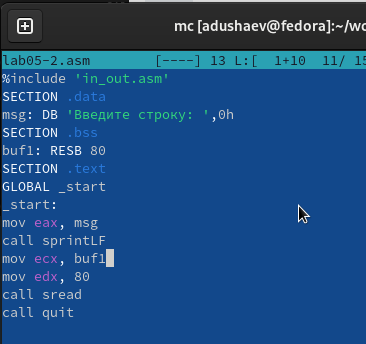 mc [adushaev@fedora]:~/wo
lab05-2.asm [----] 13 L:[ 1+10 11/ 15
%include 'in_out.asm'
SECTION .data
msg: DB 'Введите строку: ',0h
SECTION .bss
buf1: RESB 80
SECTION .text
GLOBAL _start
_start:
mov eax, msg
call sprintLF
mov ecx, buf1
mov edx, 80
call sread
call quit